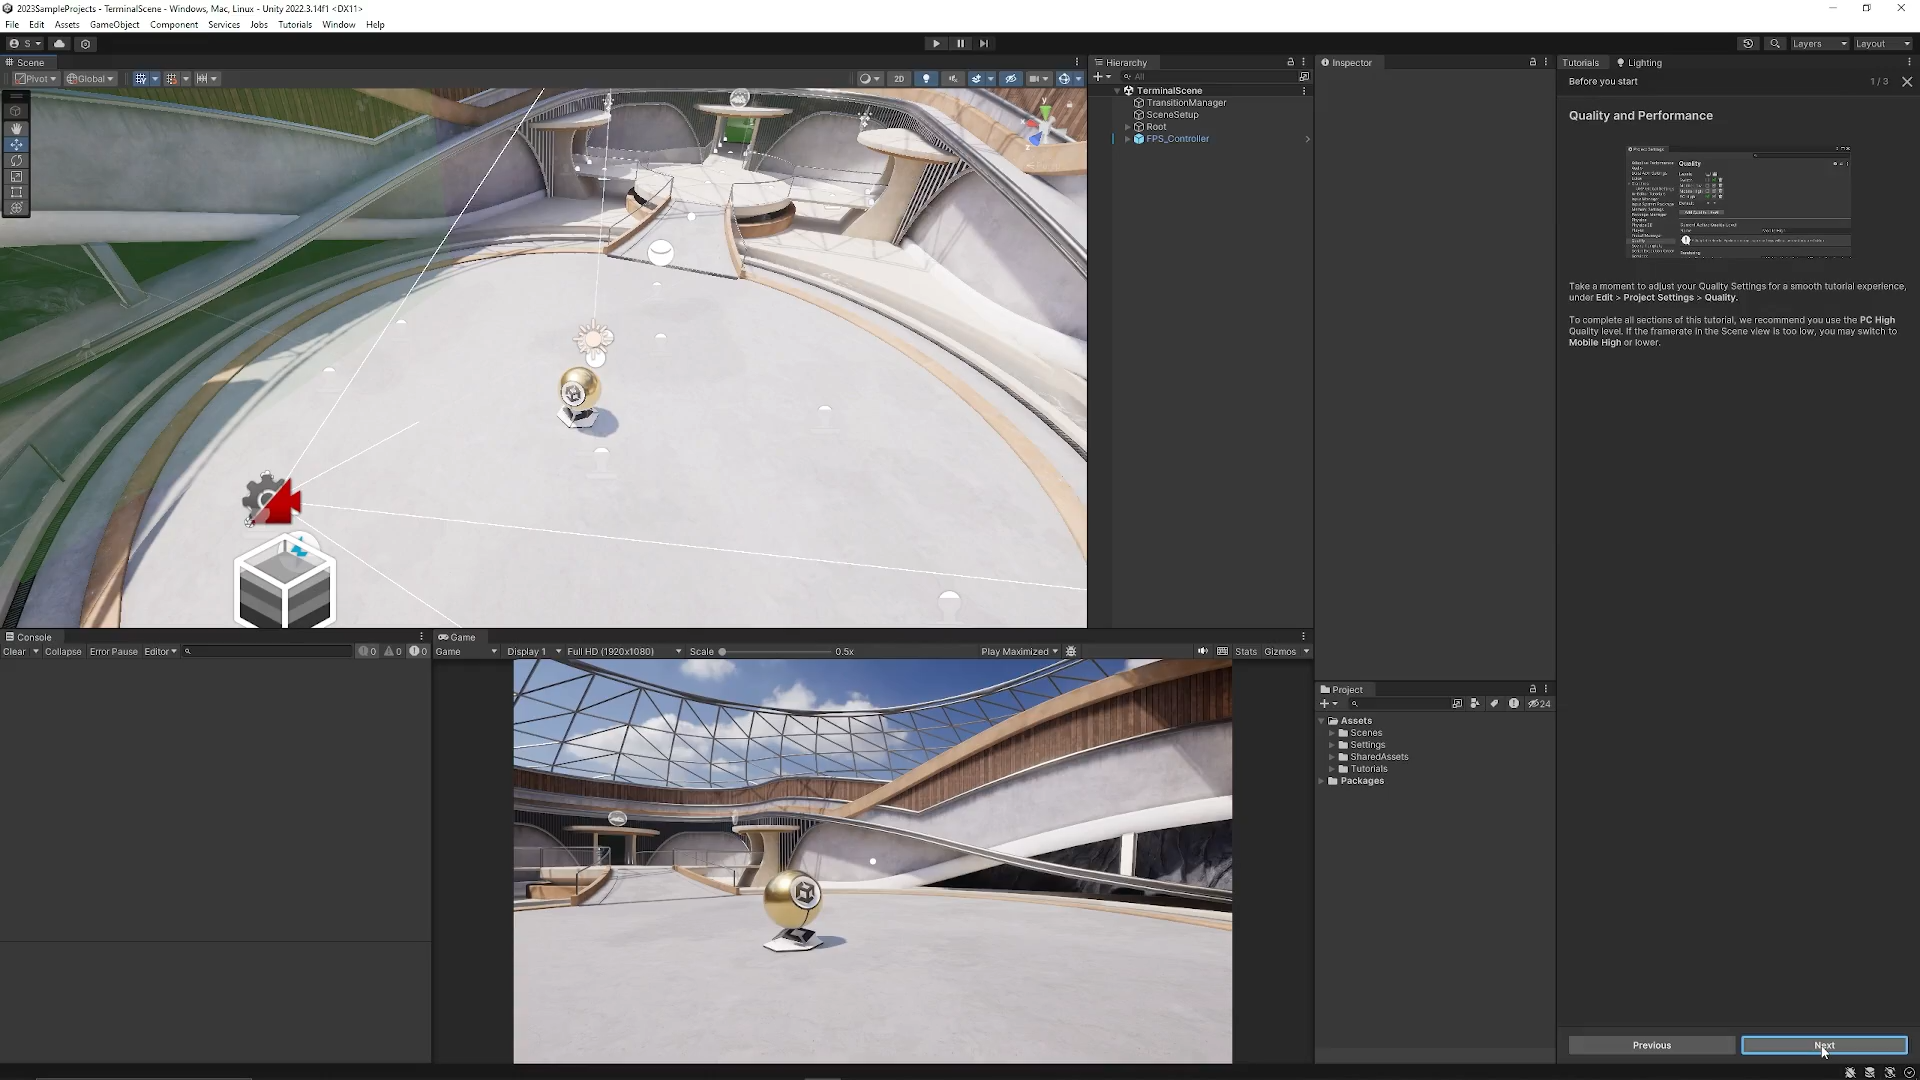 2023SampleProjects - TerminalScene - Windows, Mac, Linux - Unity 2022.3.14f1 <DX11>
File Edit Assets GameObject Component Services Jobs Tutorials Window Help
S Layers Layout
Scene
Pivot Global 2D
Hierarchy
All
TerminalScene
TransitionManager
SceneSetup
Root
FPS_Controller
Inspector
Tutorials Lighting
Before you start 1 / 3
Quality and Performance
Project Settings
Quality
Take a moment to adjust your Quality Settings for a smooth tutorial experience,
under Edit > Project Settings > Quality.
To complete all sections of this tutorial, we recommend you use the PC High
Quality level. If the framerate in the Scene view is too low, you may switch to
Mobile High or lower.
Console
Clear Collapse Error Pause Editor 0 0 0
Game
Game Display 1 Full HD (1920x1080) Scale 0.5x Play Maximized Stats Gizmos
Project
24
Assets
Scenes
Settings
SharedAssets
Tutorials
Packages
Previous Next